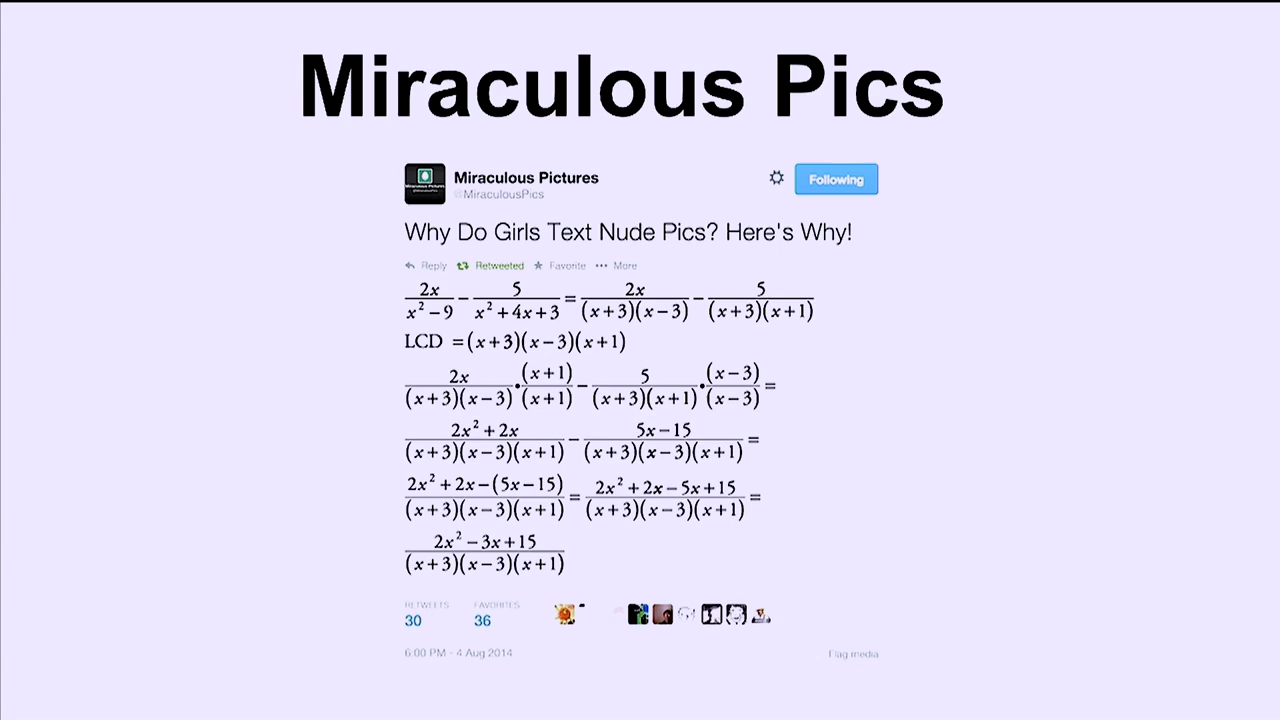 Miraculous Pics
Miraculous Pictures
@MiraculousPics
Following
Why Do Girls Text Nude Pics? Here's Why!
Reply Retweeted Favorite ••• More
2x/(x² − 9) − 5/(x² + 4x + 3) = 2x/((x+3)(x−3)) − 5/((x+3)(x+1))
LCD = (x+3)(x−3)(x+1)
2x/((x+3)(x−3)) • (x+1)/(x+1) − 5/((x+3)(x+1)) • (x−3)/(x−3) =
(2x² + 2x)/((x+3)(x−3)(x+1)) − (5x−15)/((x+3)(x−3)(x+1)) =
(2x² + 2x − (5x−15))/((x+3)(x−3)(x+1)) = (2x² + 2x − 5x + 15)/((x+3)(x−3)(x+1)) =
(2x² − 3x + 15)/((x+3)(x−3)(x+1))
RETWEETS FAVORITES
30 36
6:00 PM - 4 Aug 2014 Flag media